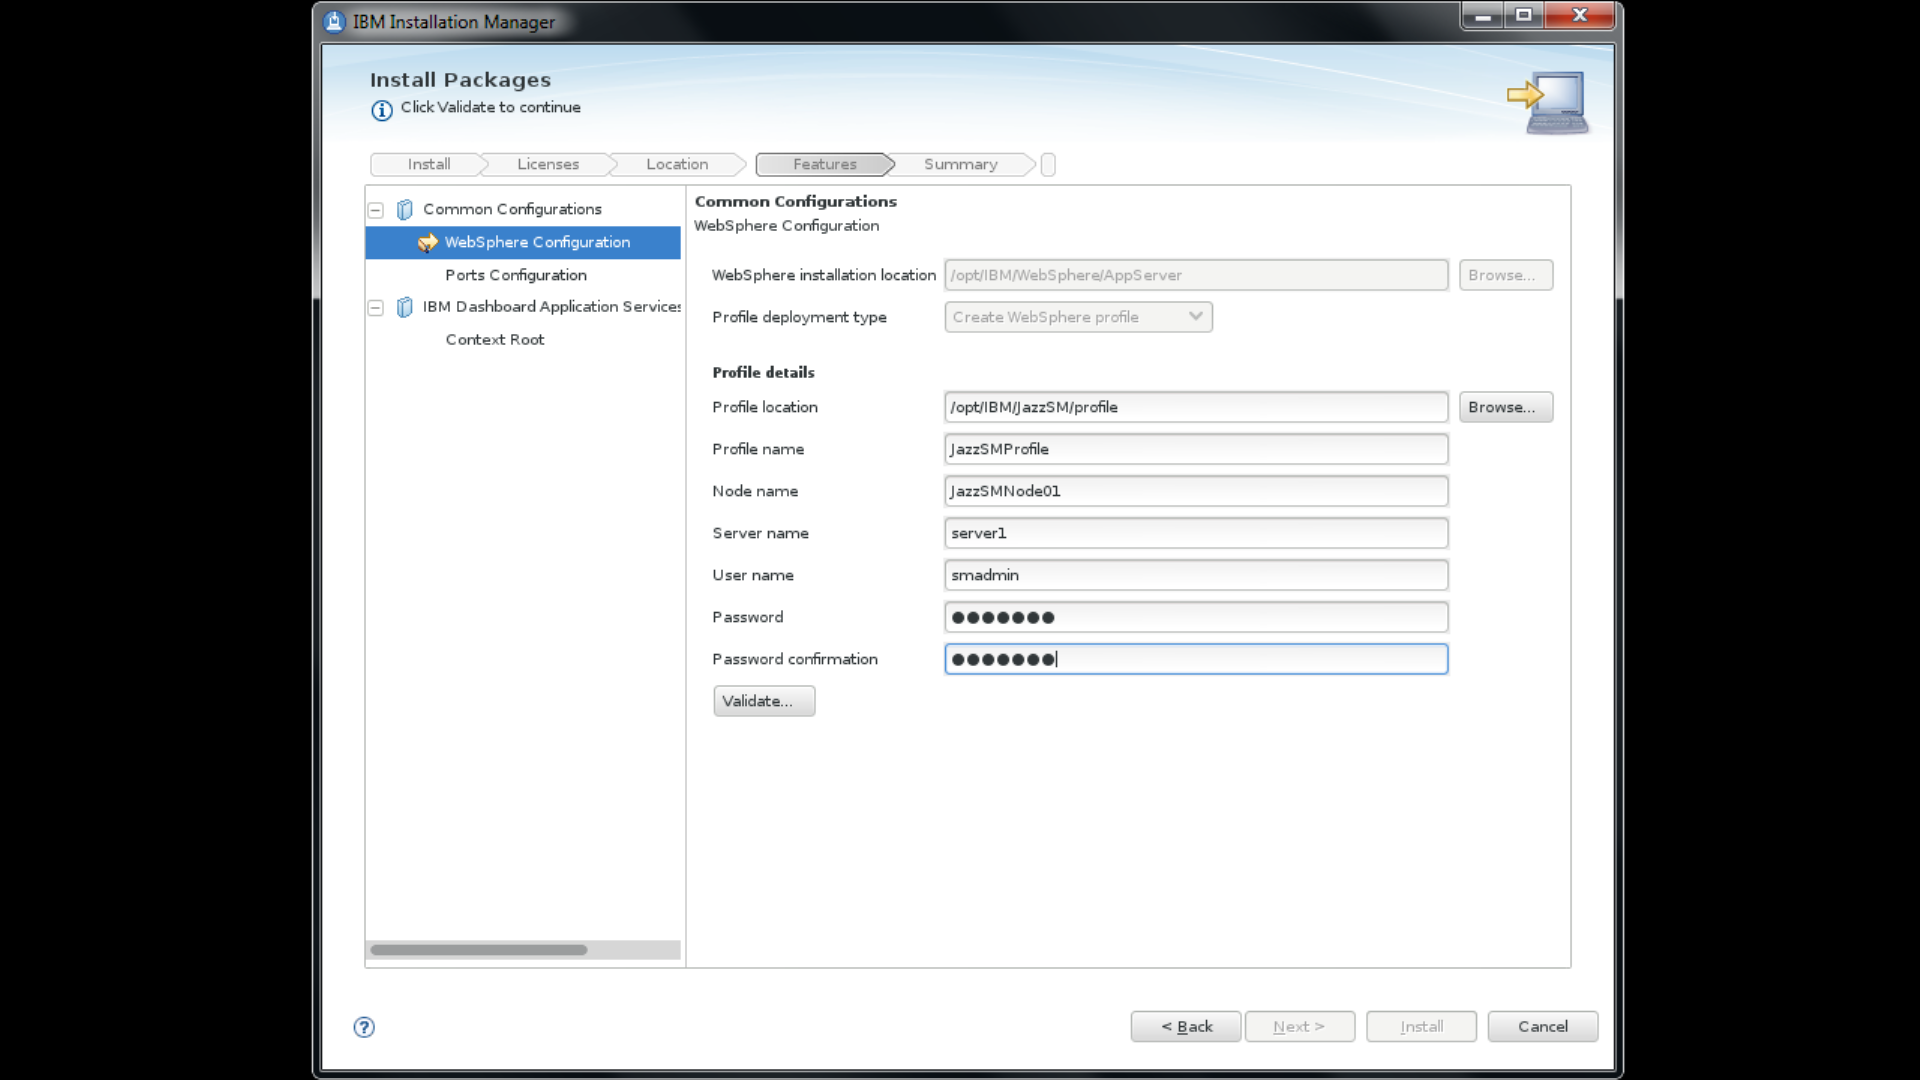 IBM Installation Manager
Install Packages
Click Validate to continue
Install Licenses Location Features Summary
Common Configurations
WebSphere Configuration
Ports Configuration
IBM Dashboard Application Services
Context Root
Common Configurations
WebSphere Configuration
WebSphere installation location /opt/IBM/WebSphere/AppServer Browse...
Profile deployment type Create WebSphere profile
Profile details
Profile location /opt/IBM/JazzSM/profile Browse...
Profile name JazzSMProfile
Node name JazzSMNode01
Server name server1
User name smadmin
Password ●●●●●●●
Password confirmation ●●●●●●●
Validate...
< Back Next > Install Cancel